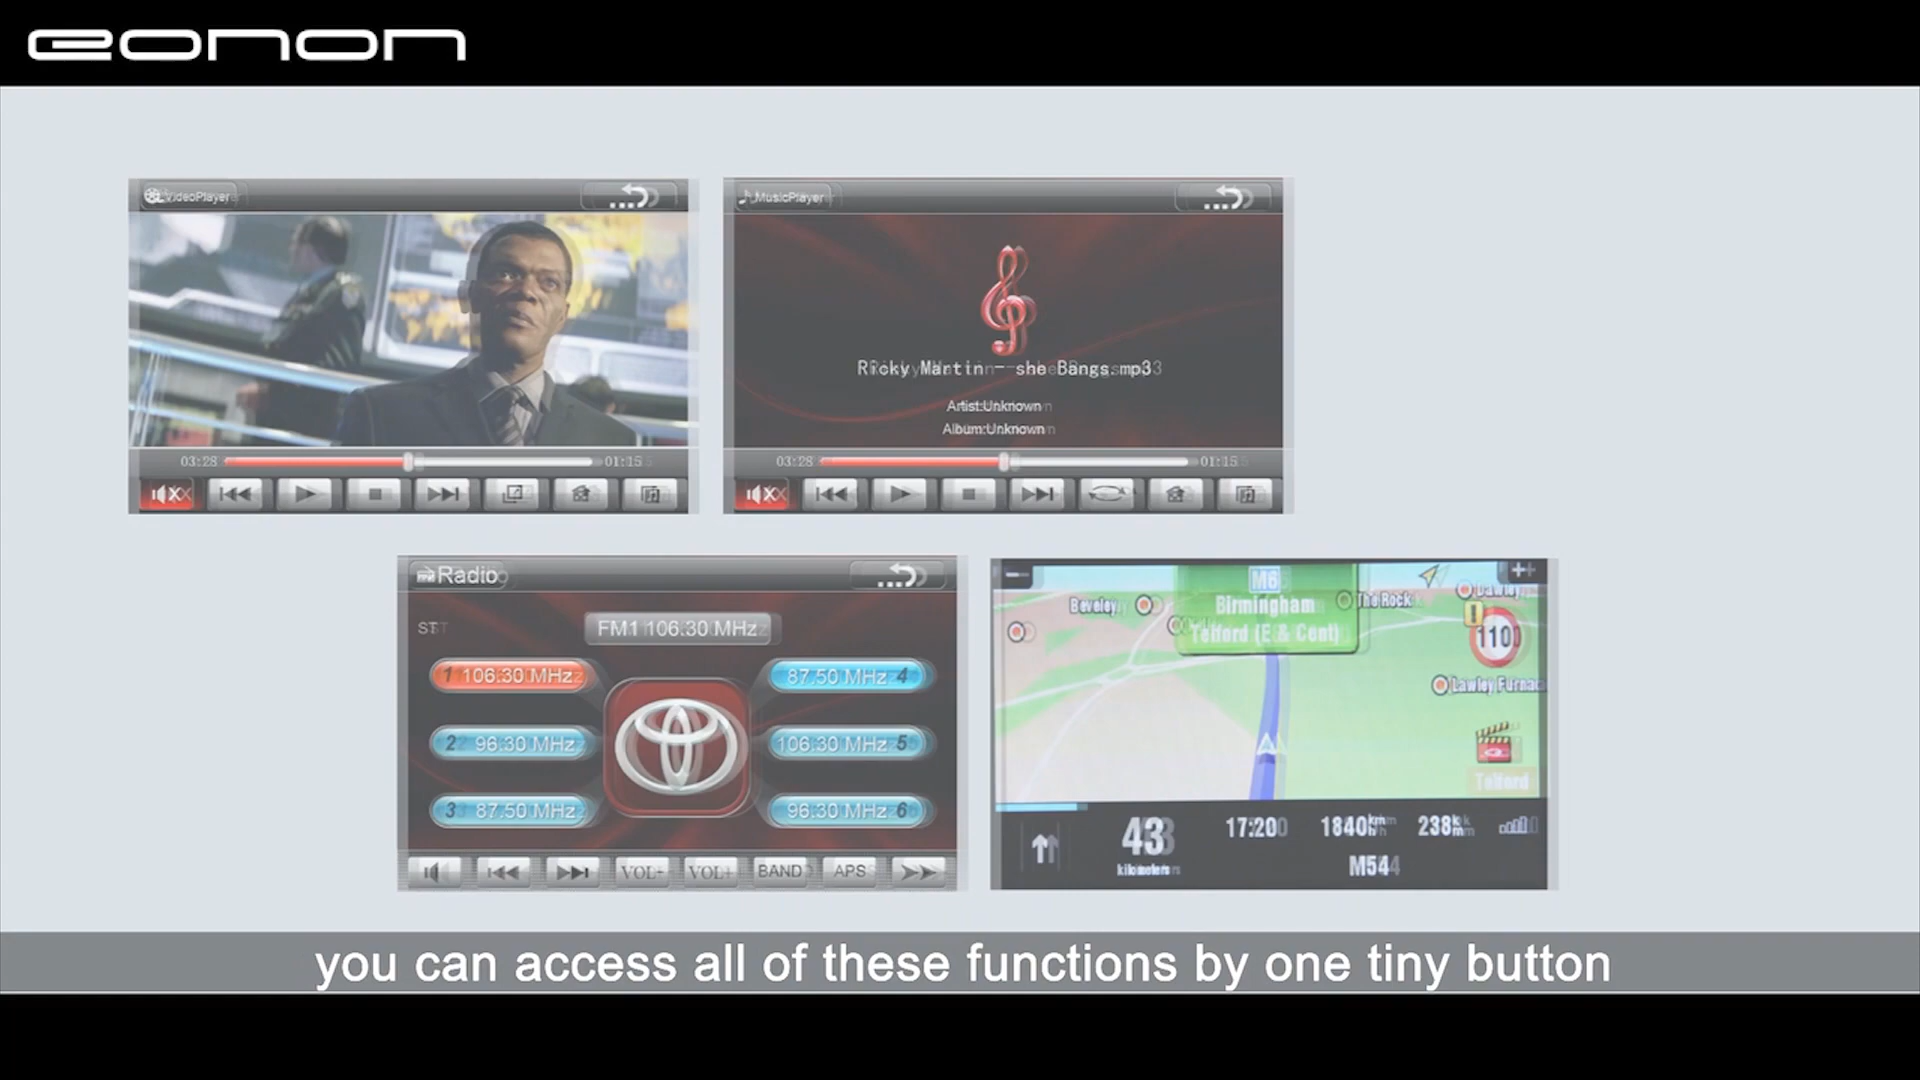 eonon
VideoPlayer
MusicPlayer
Ricky Martin - she Bangs.mp3
Artist:Unknown
Album:Unknown
03:28
01:15
03:28
01:15
Radio
ST
FM1 106.30 MHz
1 106.30 MHz
87.50 MHz 4
2 96.30 MHz
106.30 MHz 5
3 87.50 MHz
96.30 MHz 6
VOL-
VOL+
BAND
APS
M6
Birmingham
Telford (E & Cent)
Beveley
The Rock
Dawley
110
Lawley Furnac
Telford
43
kilometers
17:20
1840
238
M54
you can access all of these functions by one tiny button